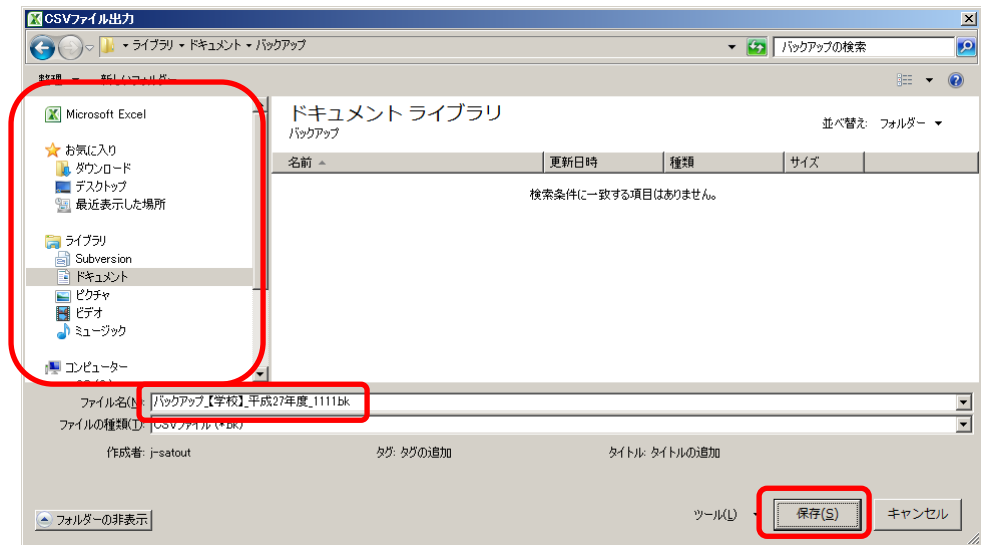 CSVファイル出力
ライブラリ ▾ ドキュメント ▾ バックアップ
バックアップの検索
整理 ▾ 新しいフォルダー
Microsoft Excel
お気に入り
ダウンロード
デスクトップ
最近表示した場所
ライブラリ
Subversion
ドキュメント
ピクチャ
ビデオ
ミュージック
コンピューター
ドキュメント ライブラリ
バックアップ
並べ替え: フォルダー ▾
名前 更新日時 種類 サイズ
検索条件に一致する項目はありません。
ファイル名(N): バックアップ_【学校】_平成27年度_1111.bk
ファイルの種類(T): CSVファイル (*.bk)
作成者: j-satout タグ: タグの追加 タイトル: タイトルの追加
フォルダーの非表示 ツール(L) 保存(S) キャンセル